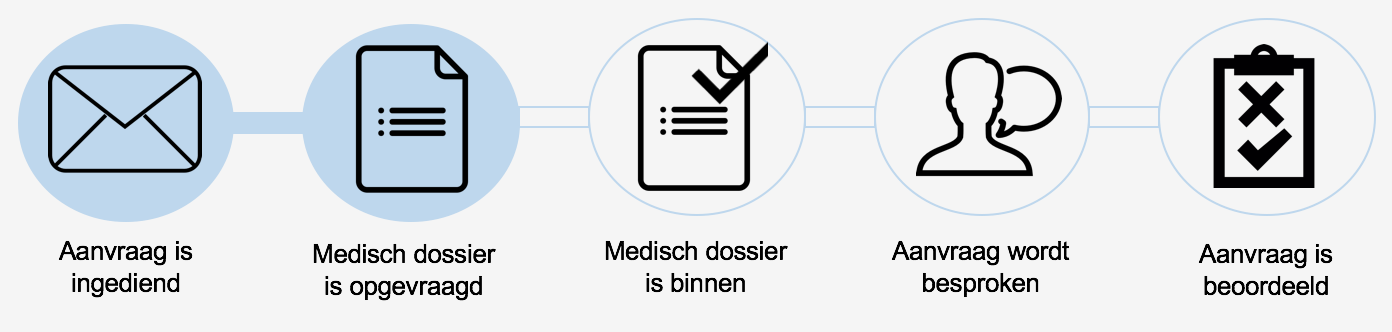 Aanvraag is
ingediend
Medisch dossier
is opgevraagd
Medisch dossier
is binnen
Aanvraag wordt
besproken
Aanvraag is
beoordeeld